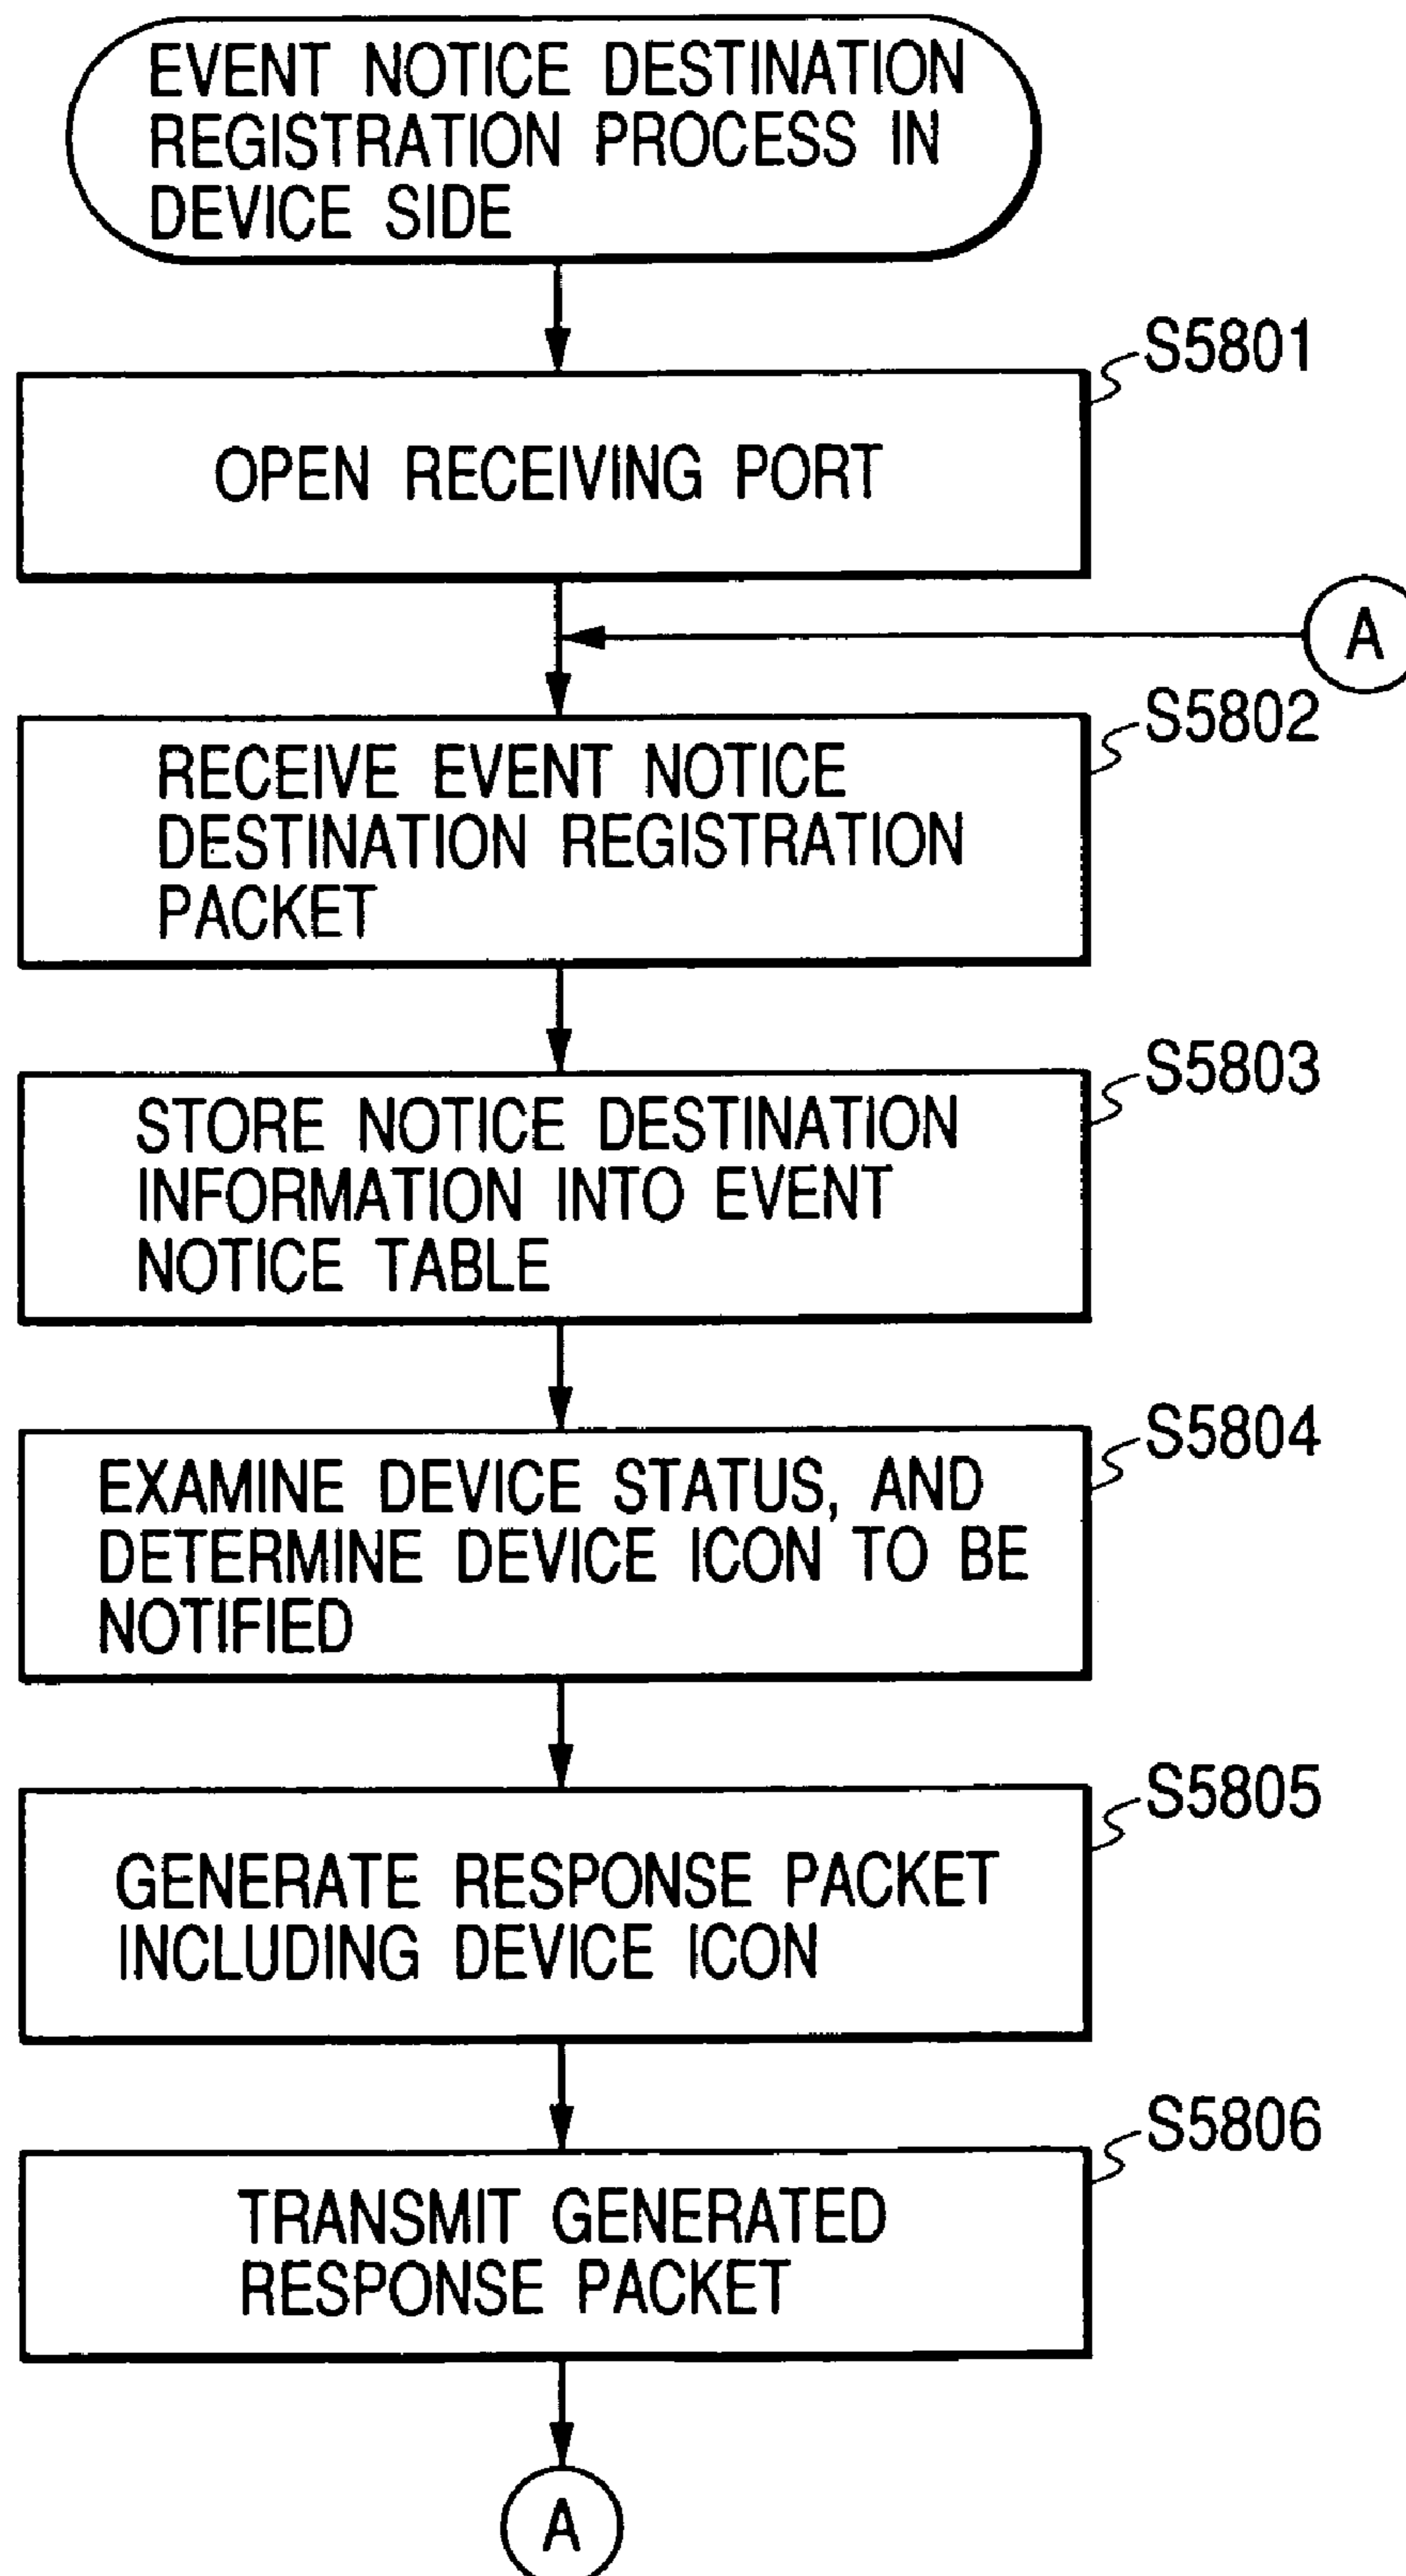 EVENT NOTICE DESTINATION
REGISTRATION PROCESS IN
DEVICE SIDE
S5801
OPEN RECEIVING PORT
A
S5802
RECEIVE EVENT NOTICE
DESTINATION REGISTRATION
PACKET
S5803
STORE NOTICE DESTINATION
INFORMATION INTO EVENT
NOTICE TABLE
S5804
EXAMINE DEVICE STATUS, AND
DETERMINE DEVICE ICON TO BE
NOTIFIED
S5805
GENERATE RESPONSE PACKET
INCLUDING DEVICE ICON
S5806
TRANSMIT GENERATED
RESPONSE PACKET
A